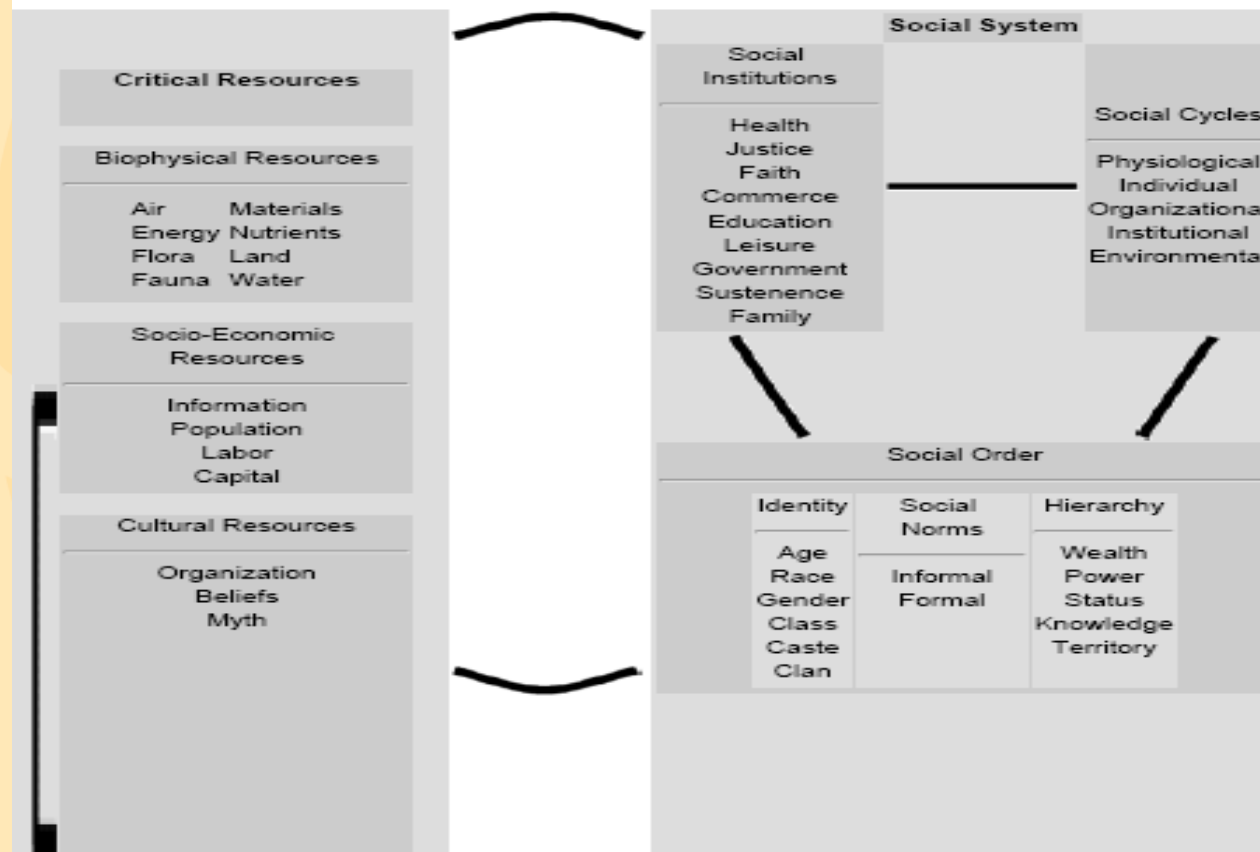 Critical Resources
Biophysical Resources
Air Materials
Energy Nutrients
Flora Land
Fauna Water
Socio-Economic
Resources
Information
Population
Labor
Capital
Cultural Resources
Organization
Beliefs
Myth
Social System
Social
Institutions
Health
Justice
Faith
Commerce
Education
Leisure
Government
Sustenence
Family
Social Cycles
Physiological
Individual
Organizationa
Institutional
Environmenta
Social Order
Identity
Age
Race
Gender
Class
Caste
Clan
Social
Norms
Informal
Formal
Hierarchy
Wealth
Power
Status
Knowledge
Territory